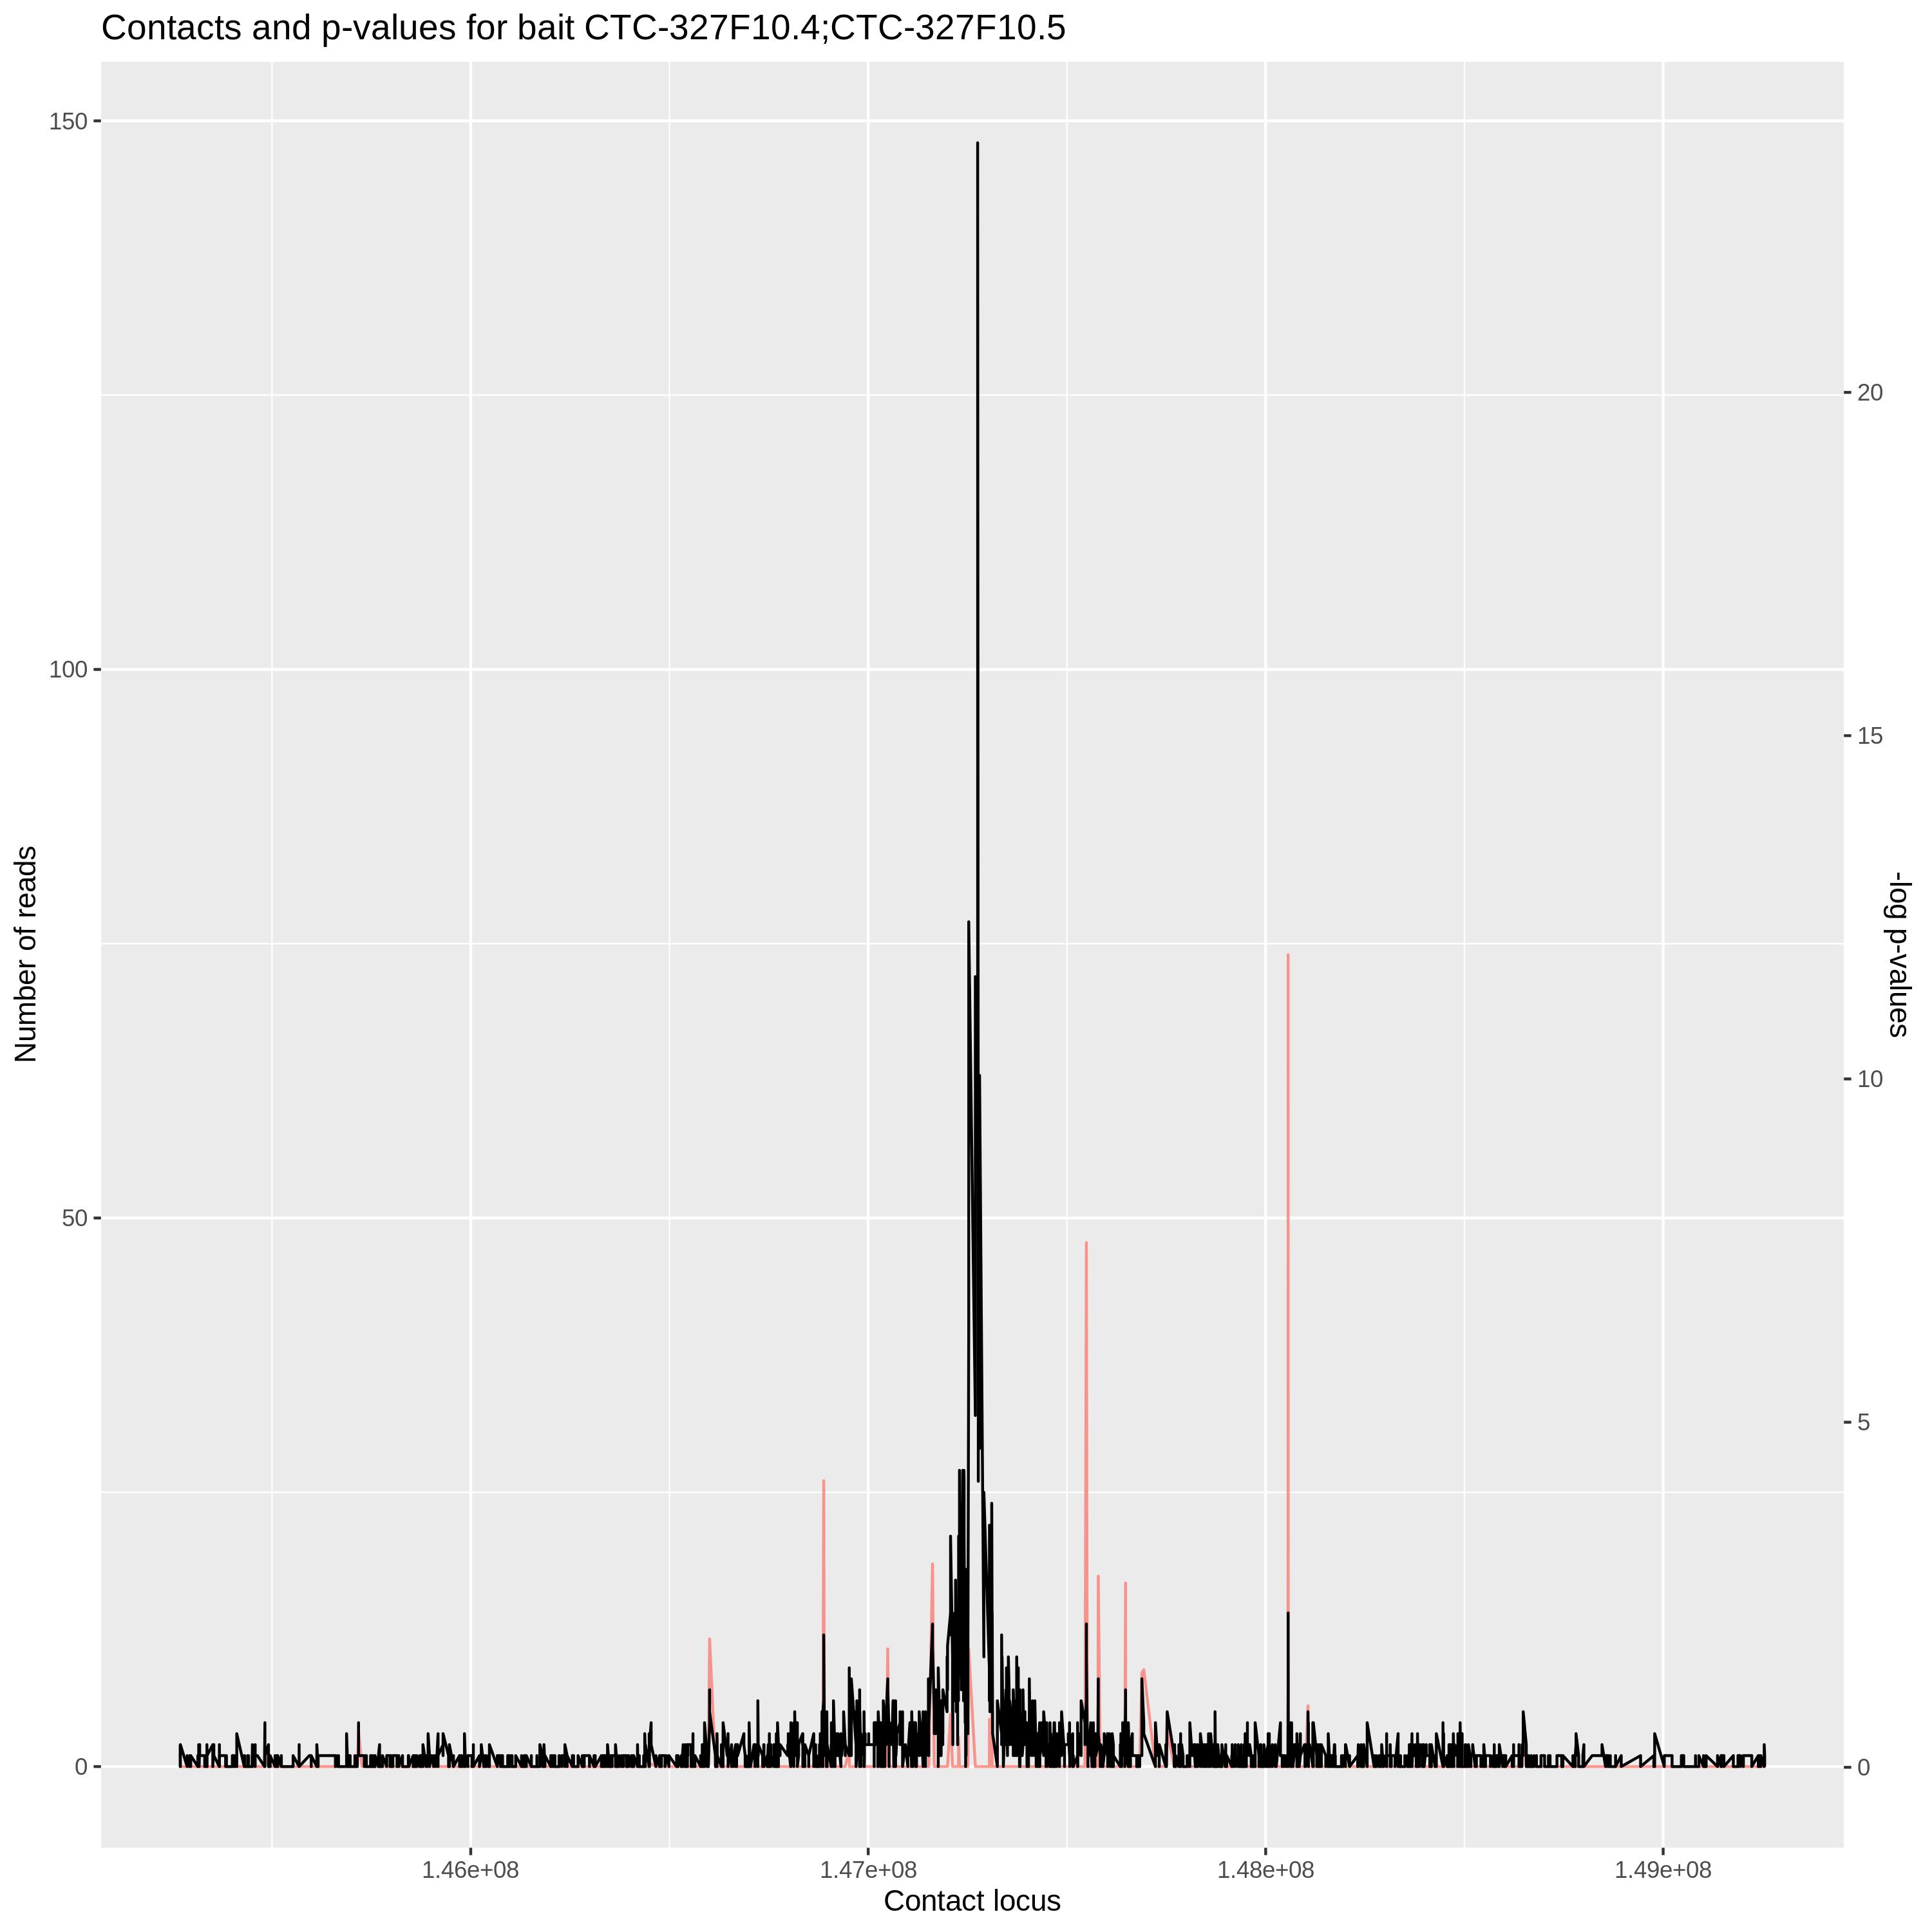 Contacts and p-values for bait CTC-327F10.4;CTC-327F10.5
150
100
50
0
Number of reads
20
15
10
5
0
-log p-values
1.46e+08 1.47e+08 1.48e+08 1.49e+08
Contact locus